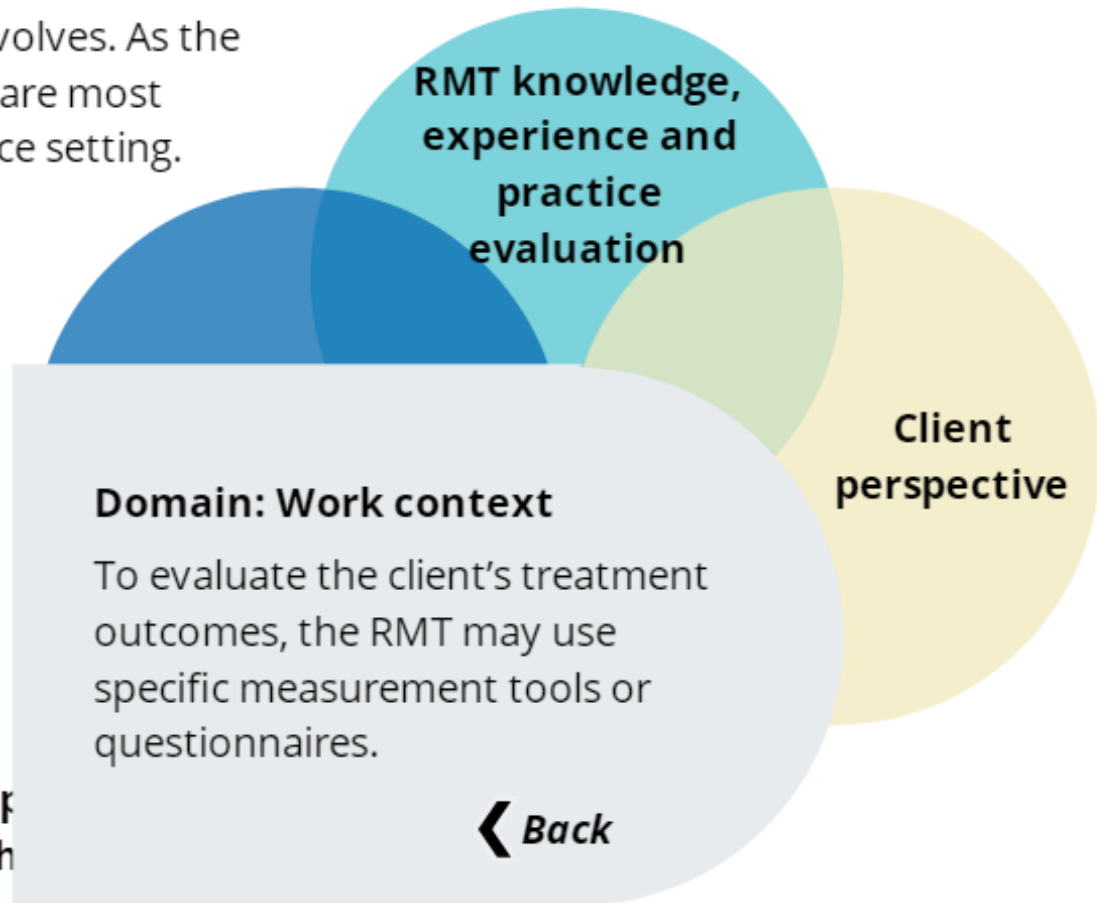 volves. As the
are most
ce setting.
RMT knowledge,
experience and
practice
evaluation
Client
perspective
Domain: Work context
To evaluate the client's treatment
outcomes, the RMT may use
specific measurement tools or
questionnaires.
Back